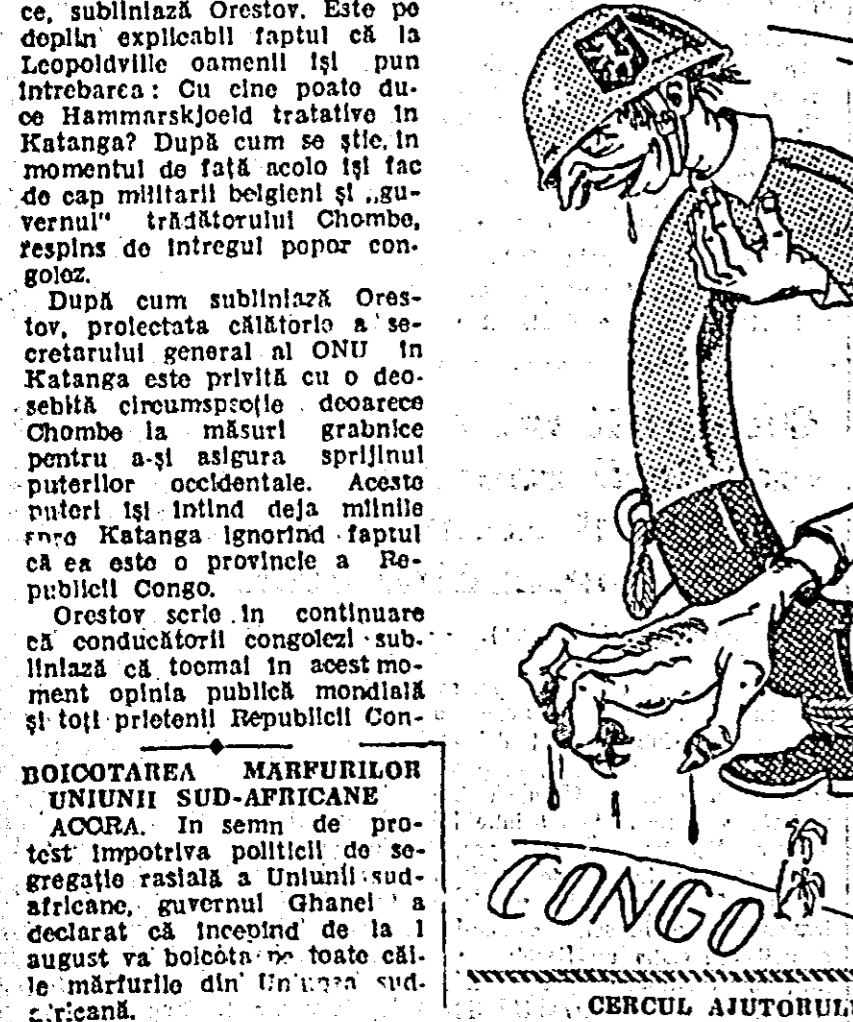 ce, subliniază Orestov. Este pe
deplin explicabil faptul că la
Leopoldville oamenii își pun
întrebarea: Cu cine poate du-
ce Hammarskjoeld tratative în
Katanga? După cum se știe, în
momentul de față acolo își fac
de cap militarii belgieni și „gu-
vernul" trădătorului Chombe,
respins de întregul popor con-
golez.
După cum subliniază Ores-
tov, proiectata călătorie a se-
cretarului general al ONU în
Katanga este privită cu o deo-
sebită circumspecție deoarece
Chombe ia măsuri grabnice
pentru a-și asigura sprijinul
puterilor occidentale. Aceste
puteri își întind deja mîinile
spre Katanga ignorînd faptul
că ea este o provincie a Re-
publicii Congo.
Orestov scrie în continuare
că conducătorii congolezi sub-
liniază că tocmai în acest mo-
ment opinia publică mondială
și toți prietenii Republicii Con-
BOICOTAREA MĂRFURILOR
UNIUNII SUD-AFRICANE
ACCRA. In semn de pro-
test împotriva politicii de se-
gregație rasială a Uniunii sud-
africane, guvernul Ghanei a
declarat că începînd de la 1
august va boicota pe toate căi-
le mărfurile din Uniunea sud-
africană.
CONGO
CERCUL AJUTORULU